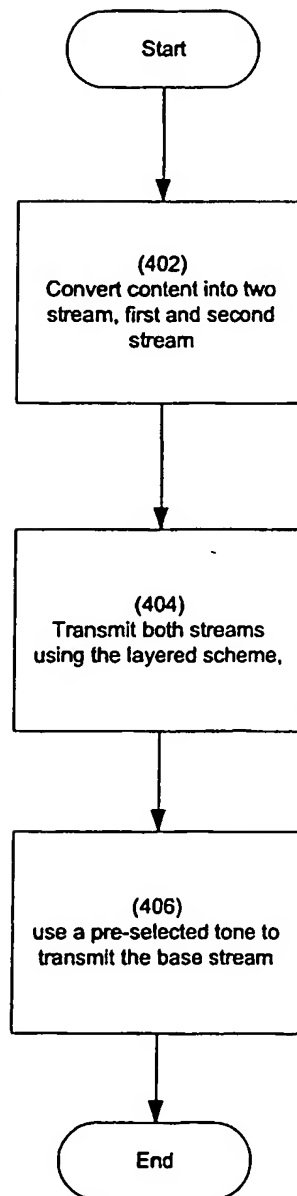 Start
(402)
Convert content into two
stream, first and second
stream
(404)
Transmit both streams
using the layered scheme,
(406)
use a pre-selected tone to
transmit the base stream
End